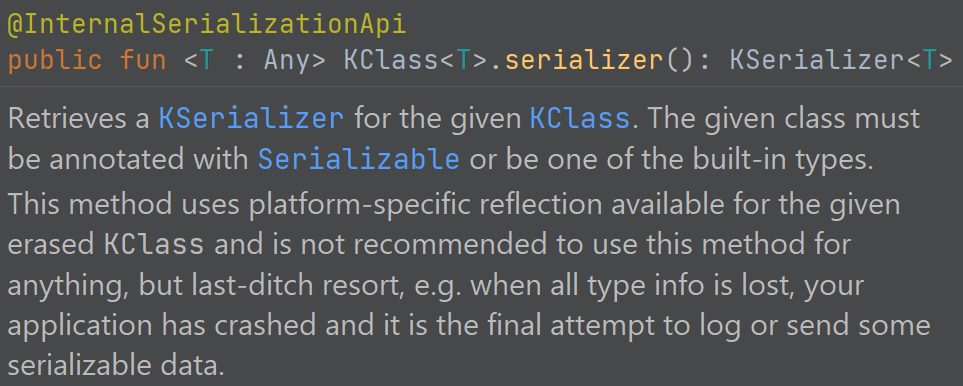 @InternalSerializationApi
public fun <T : Any> KClass<T>.serializer(): KSerializer<T>
Retrieves a KSerializer for the given KClass. The given class must
be annotated with Serializable or be one of the built-in types.
This method uses platform-specific reflection available for the given
erased KClass and is not recommended to use this method for
anything, but last-ditch resort, e.g. when all type info is lost, your
application has crashed and it is the final attempt to log or send some
serializable data.